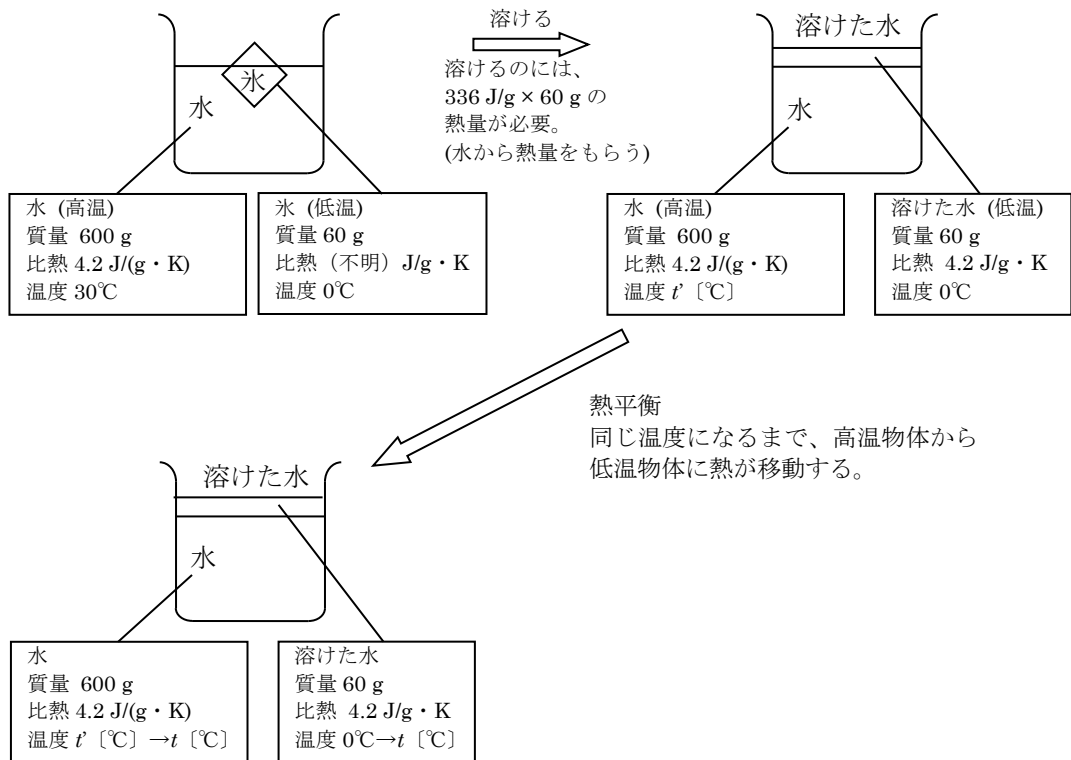 溶ける
溶けるのには、
336 J/g × 60 g の
熱量が必要。
(水から熱量をもらう)
氷
水
水 (高温)
質量 600 g
比熱 4.2 J/(g・K)
温度 30℃
氷 (低温)
質量 60 g
比熱（不明）J/g・K
温度 0℃
溶けた水
水
水 (高温)
質量 600 g
比熱 4.2 J/(g・K)
温度 t’〔℃〕
溶けた水 (低温)
質量 60 g
比熱 4.2 J/g・K
温度 0℃
熱平衡
同じ温度になるまで、高温物体から
低温物体に熱が移動する。
溶けた水
水
水
質量 600 g
比熱 4.2 J/(g・K)
温度 t’〔℃〕→t〔℃〕
溶けた水
質量 60 g
比熱 4.2 J/g・K
温度 0℃→t〔℃〕